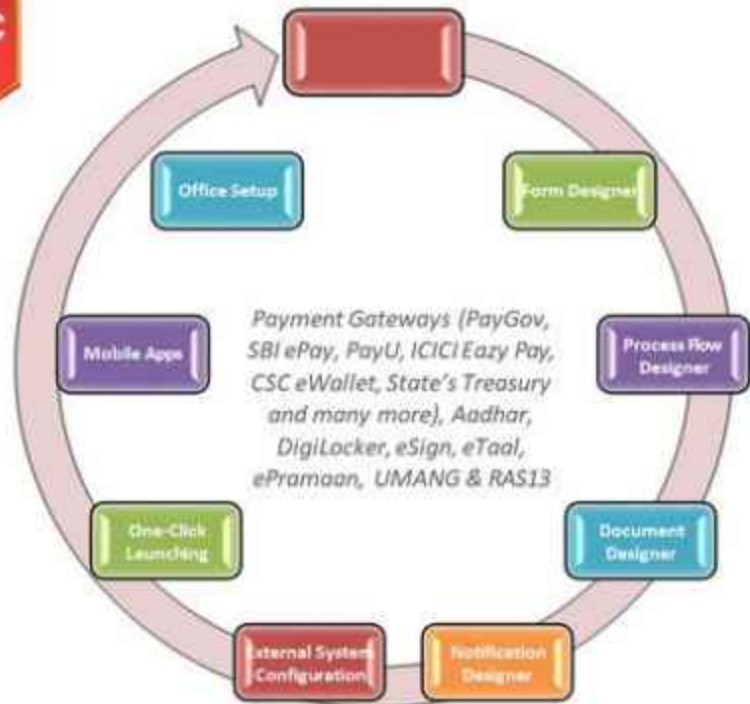 C
Office Setup
Form Designer
Mobile Apps
Payment Gateways (PayGov,
SBI ePay, PayU, ICICI Eazy Pay,
CSC eWallet, State's Treasury
and many more), Aadhar,
DigiLocker, eSign, eTaal,
ePramaan, UMANG & RAS13
Process Flow
Designer
One-Click
Launching
Document
Designer
External System
Configuration
Notification
Designer